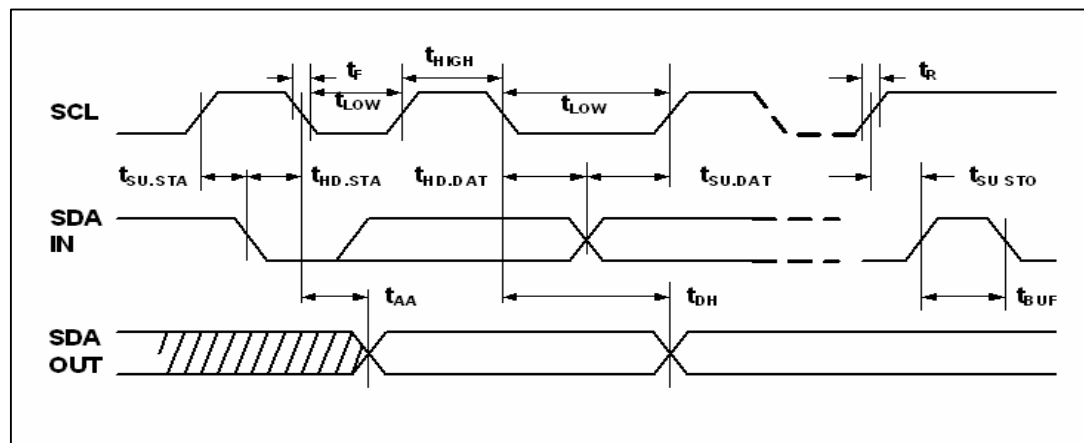 tF
tHIGH
tR
SCL
tLOW
tLOW
tSU.STA
tHD.STA
tHD.DAT
tSU.DAT
tSU STO
SDA
IN
tAA
tDH
tBUF
SDA
OUT